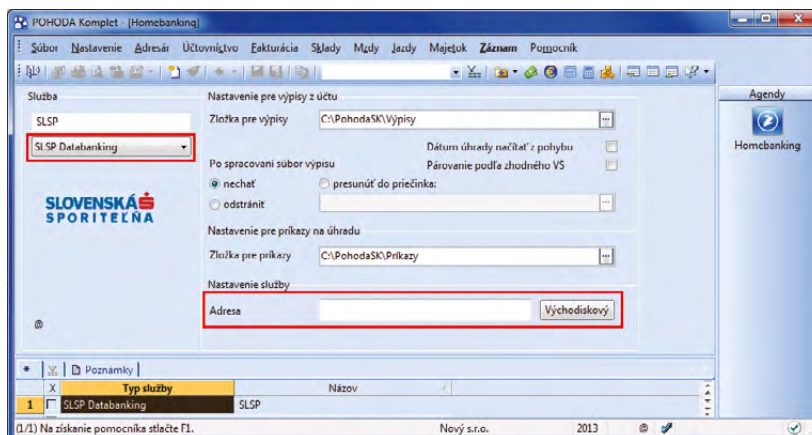 POHODA Komplet - [Homebanking]
Súbor Nastavenie Adresár Účtovníctvo Fakturácia Sklady Mzdy Jazdy Majetok Záznam Pomocník
Služba
SLSP
SLSP Databanking
SLOVENSKÁ
SPORITEĽŇA
@
Nastavenie pre výpisy z účtu
Zložka pre výpisy C:\PohodaSK\Výpisy ...
Dátum úhrady načítať z pohybu
Po spracovaní súbor výpisu Párovanie podľa zhodného VS
nechať presunúť do priečinka:
odstrániť ...
Nastavenie pre príkazy na úhradu
Zložka pre príkazy C:\PohodaSK\Príkazy ...
Nastavenie služby
Adresa Východiskový
Agendy
Homebanking
* Poznámky
X Typ služby Názov
1 SLSP Databanking SLSP
(1/1) Na získanie pomocníka stlačte F1. Nový s.r.o. 2013 @